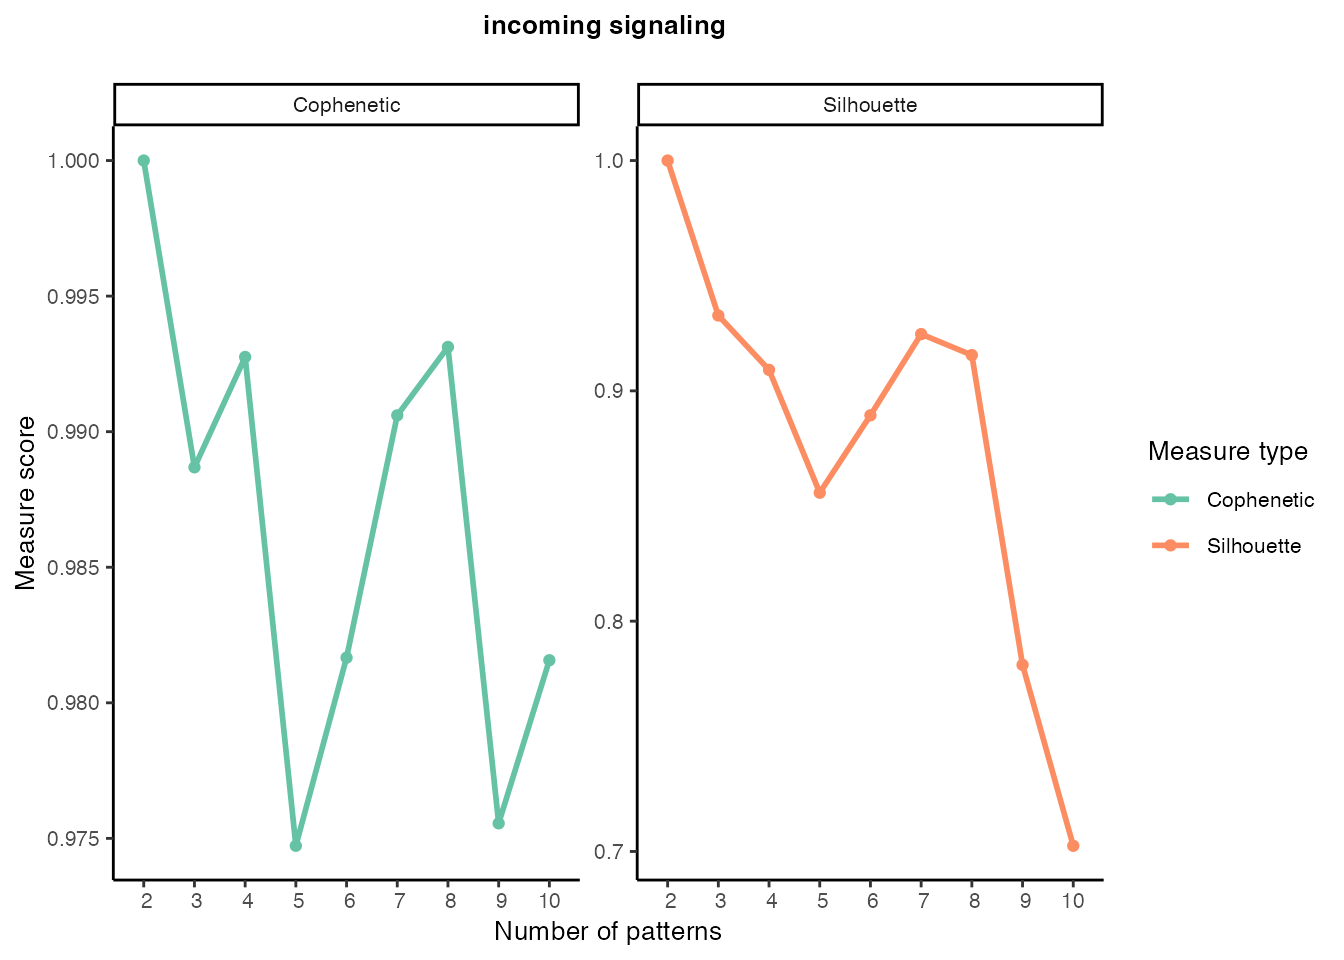 incoming signaling
Cophenetic
Silhouette
Measure score
1.000
0.995
0.990
0.985
0.980
0.975
2 3 4 5 6 7 8 9 10
1.0
0.9
0.8
0.7
2 3 4 5 6 7 8 9 10
Number of patterns
Measure type
Cophenetic
Silhouette